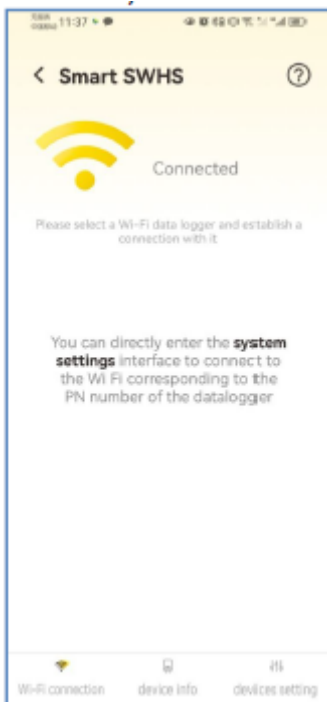 11:37
Smart SWHS
Connected
Please select a Wi-Fi data logger and establish a
connection with it
You can directly enter the system
settings interface to connect to
the Wi Fi corresponding to the
PN number of the datalogger
Wi-Fi connection device info devilces setting